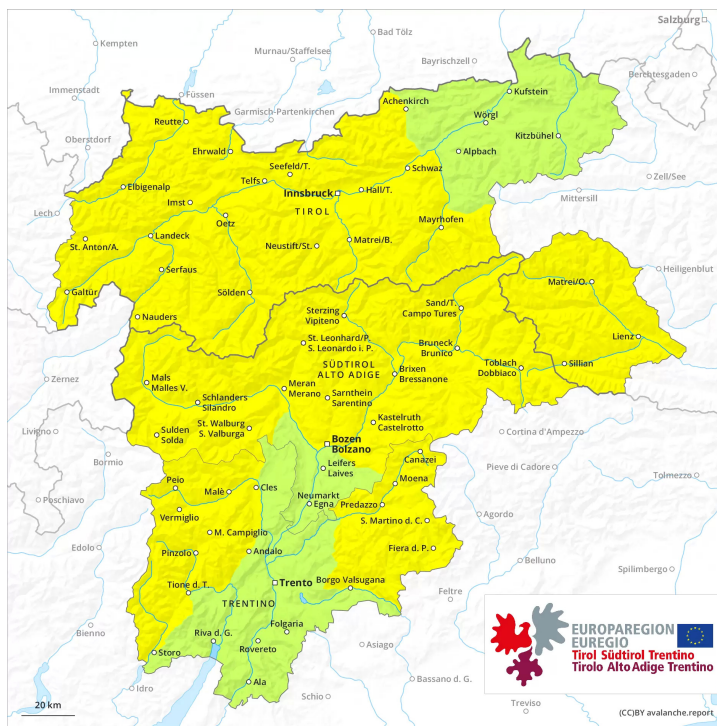 Salzburg
Kempten
Bad Tölz
Murnau/Staffelsee
Bayrischzell
Berchtesgaden
Immenstadt
Füssen
Kufstein
Garmisch-Partenkirchen
Achenkirch
Reutte
Wörgl
Oberstdorf
Kitzbühel
Ehrwald
Alpbach
Seefeld/T.
Schwaz
Zell/See
Telfs
Elbigenalp
Innsbruck
Hall/T.
Mittersill
Imst
TIROL
Lech
Oetz
Mayrhofen
St. Anton/A.
Landeck
Neustift/St.
Matrei/B.
Serfaus
Heiligenblut
Matrei/O.
Galtür
Sölden
Sand/T.
Campo Tures
Nauders
Sterzing
Vipiteno
Lienz
St. Leonhard/P.
S. Leonardo i. P.
Bruneck
Brunico
Sillian
SÜDTIROL
ALTO ADIGE
Brixen
Bressanone
Toblach
Dobbiaco
Zernez
Mals
Malles V.
Meran
Merano
Sarnthein
Sarentino
Schlanders
Silandro
Kastelruth
Castelrotto
St. Walburg
S. Valburga
Sulden
Solda
Livigno
Cortina d'Ampezzo
Bozen
Bolzano
Bormio
Canazei
Pieve di Cadore
Leifers
Laives
Tolmezzo
Peio
Moena
Poschiavo
Malè
Cles
Neumarkt
Egna
Predazzo
Vermiglio
Agordo
S. Martino d. C.
M. Campiglio
Edolo
Pinzolo
Andalo
Fiera d. P.
Belluno
Spilimbergo
Tione d. T.
Trento
Borgo Valsugana
Feltre
TRENTINO
Bienno
Riva d. G.
Folgaria
Storo
Rovereto
Asiago
Idro
Ala
Bassano d. G.
Schio
Treviso
EUROPAREGION
EUREGIO
Tirol Südtirol Trentino
Tirolo Alto Adige Trentino
20 km
(CC)BY avalanche.report